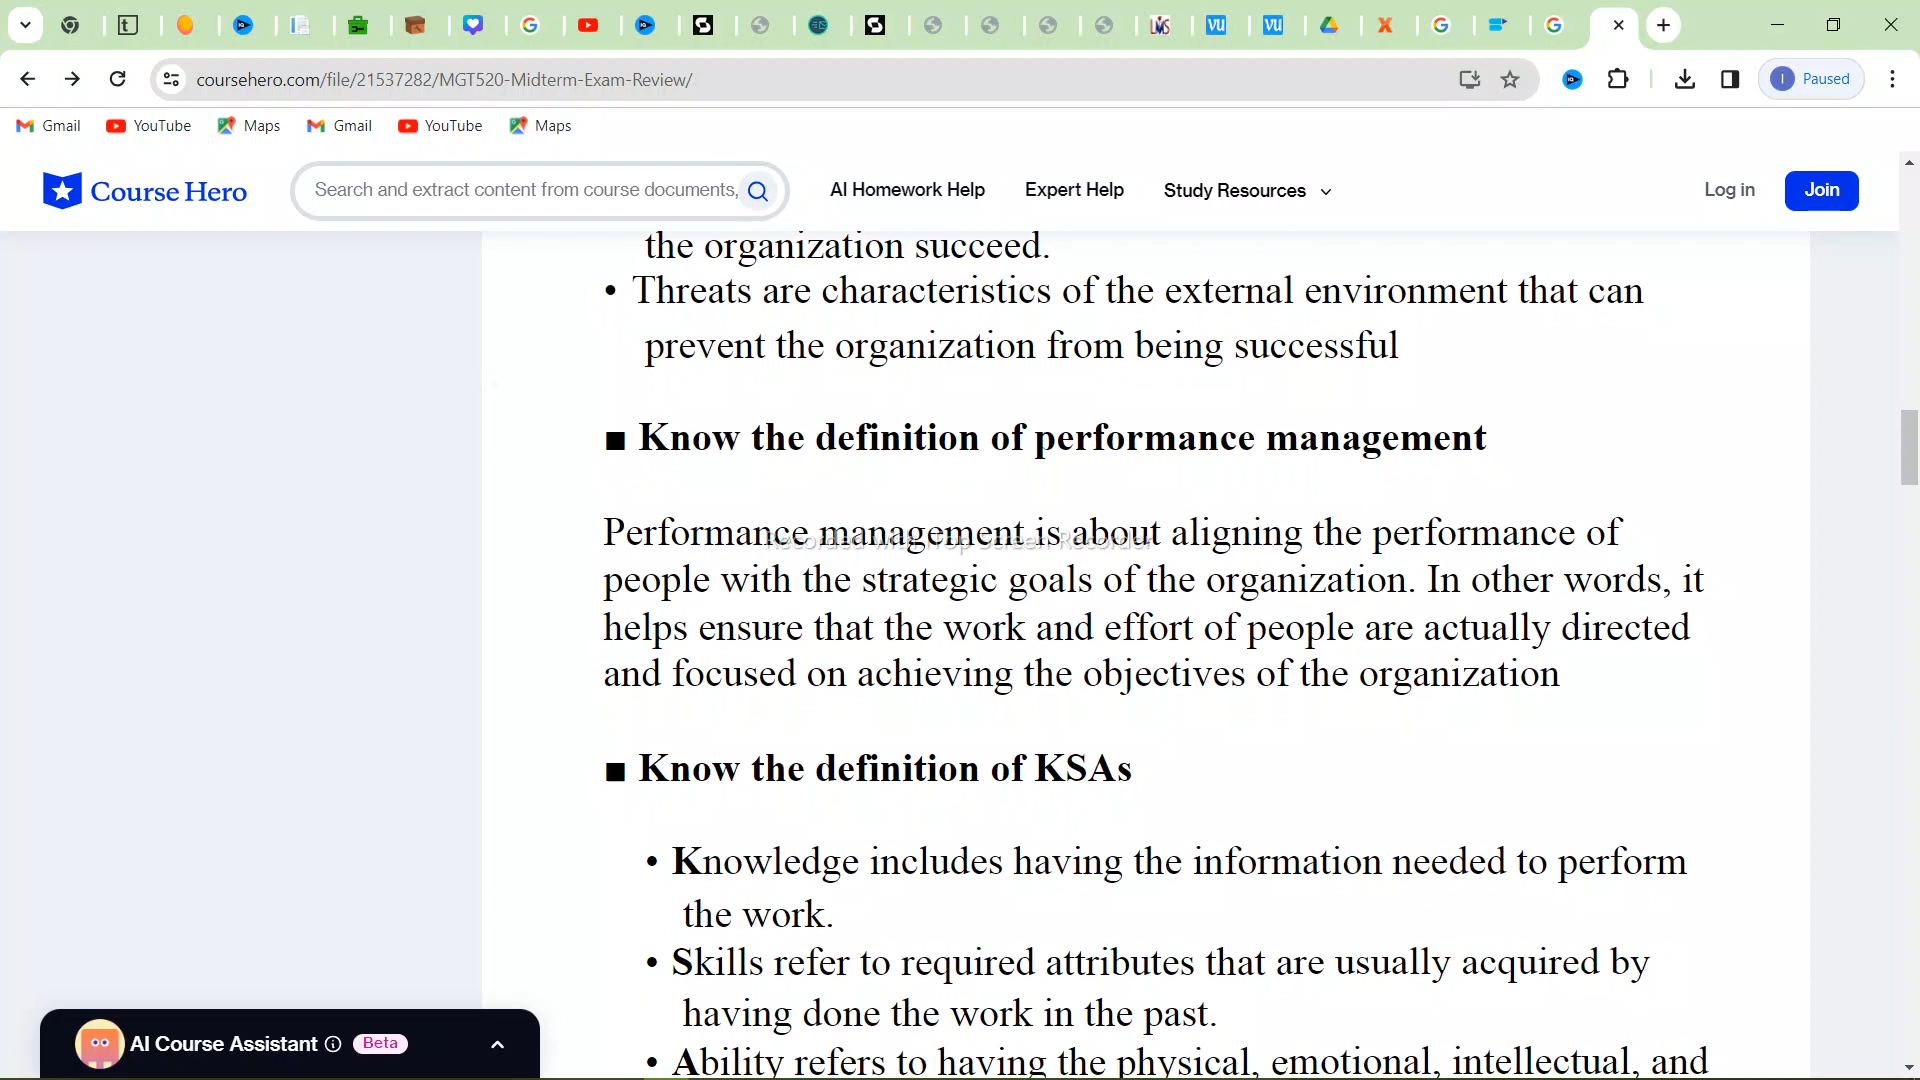 coursehero.com/file/21537282/MGT520-Midterm-Exam-Review/
Paused
Gmail YouTube Maps Gmail YouTube Maps
Course Hero
Search and extract content from course documents,
AI Homework Help Expert Help Study Resources
Log in Join
the organization succeed.
• Threats are characteristics of the external environment that can
prevent the organization from being successful
■ Know the definition of performance management
Performance management is about aligning the performance of
Recorded with iTop Screen Recorder
people with the strategic goals of the organization. In other words, it
helps ensure that the work and effort of people are actually directed
and focused on achieving the objectives of the organization
■ Know the definition of KSAs
• Knowledge includes having the information needed to perform
the work.
• Skills refer to required attributes that are usually acquired by
having done the work in the past.
• Ability refers to having the physical, emotional, intellectual, and
AI Course Assistant Beta